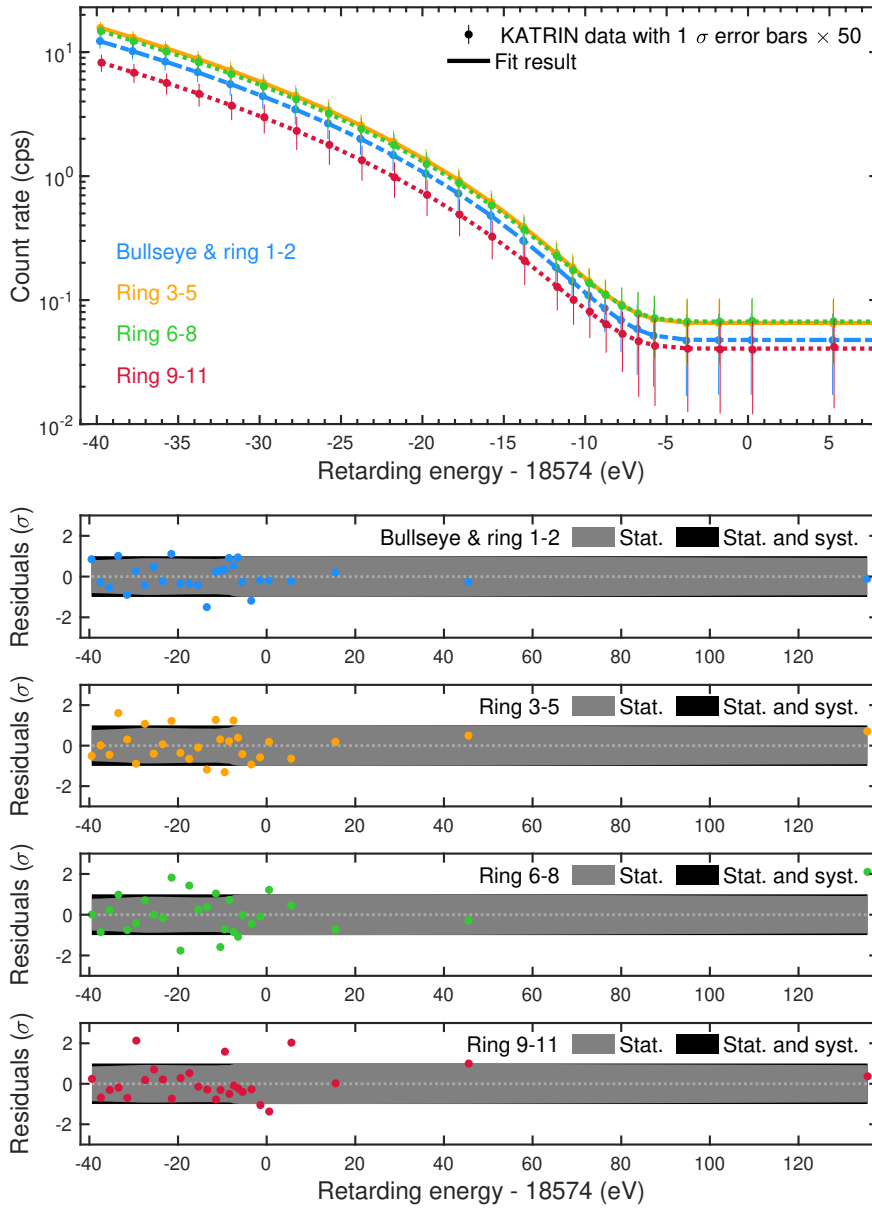 KATRIN data with 1 σ error bars × 50
Fit result
Count rate (cps)
10^1
10^0
10^-1
10^-2
Bullseye & ring 1-2
Ring 3-5
Ring 6-8
Ring 9-11
-40 -35 -30 -25 -20 -15 -10 -5 0 5
Retarding energy - 18574 (eV)
Residuals (σ)
2
0
-2
Bullseye & ring 1-2 Stat. Stat. and syst.
-40 -20 0 20 40 60 80 100 120
Residuals (σ)
2
0
-2
Ring 3-5 Stat. Stat. and syst.
-40 -20 0 20 40 60 80 100 120
Residuals (σ)
2
0
-2
Ring 6-8 Stat. Stat. and syst.
-40 -20 0 20 40 60 80 100 120
Residuals (σ)
2
0
-2
Ring 9-11 Stat. Stat. and syst.
-40 -20 0 20 40 60 80 100 120
Retarding energy - 18574 (eV)